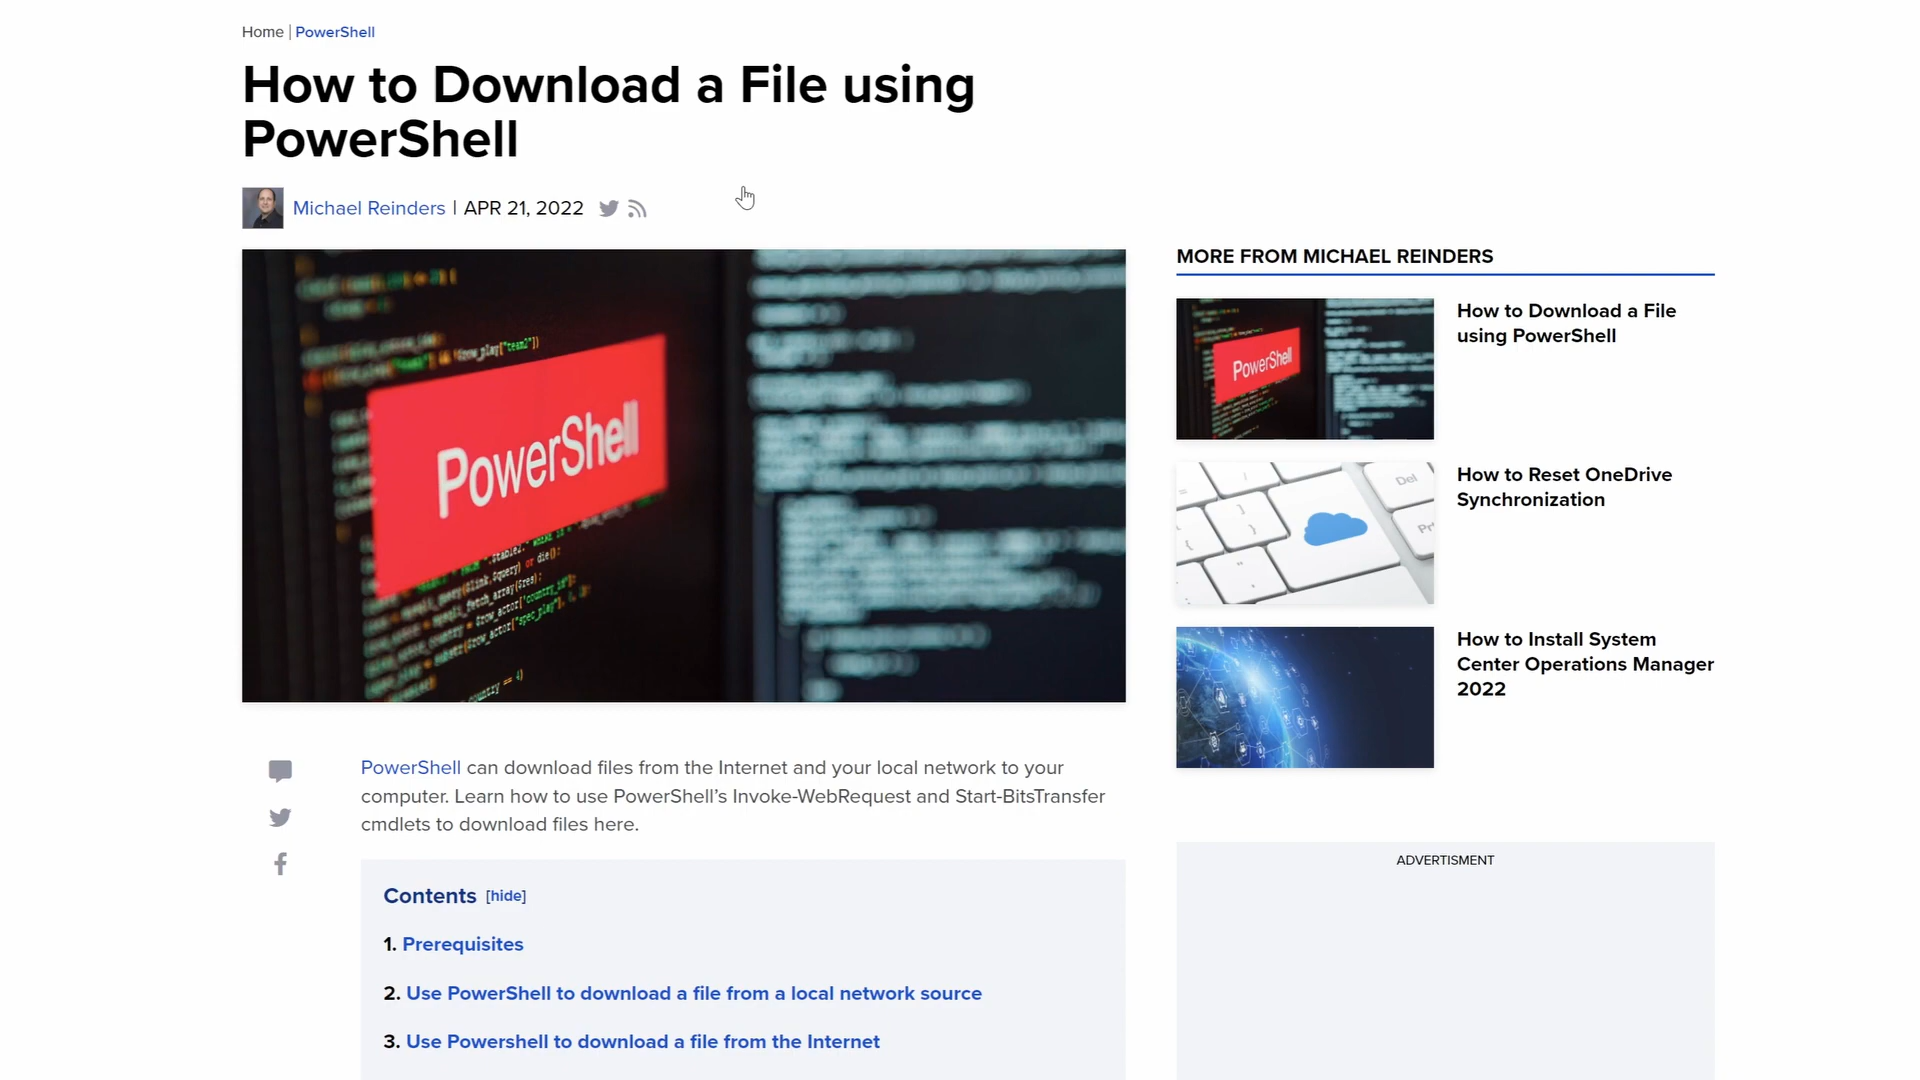 Home | PowerShell
How to Download a File using
PowerShell
Michael Reinders | APR 21, 2022
MORE FROM MICHAEL REINDERS
PowerShell
How to Download a File
using PowerShell
How to Reset OneDrive
Synchronization
How to Install System
Center Operations Manager
2022
PowerShell can download files from the Internet and your local network to your
computer. Learn how to use PowerShell's Invoke-WebRequest and Start-BitsTransfer
cmdlets to download files here.
ADVERTISMENT
Contents [hide]
1. Prerequisites
2. Use PowerShell to download a file from a local network source
3. Use Powershell to download a file from the Internet